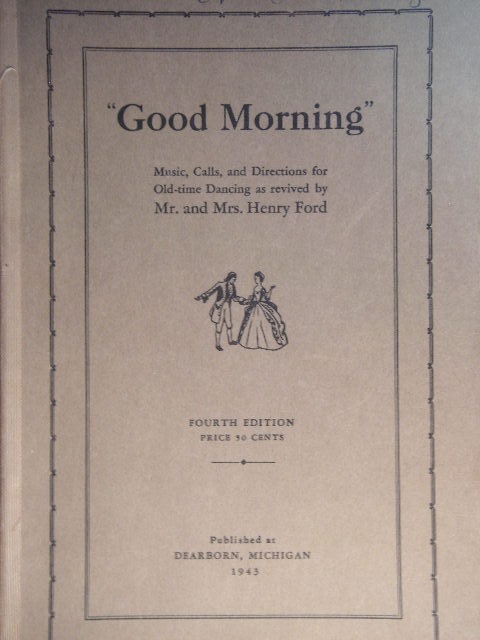 "Good Morning"
Music, Calls, and Directions for
Old-time Dancing as revived by
Mr. and Mrs. Henry Ford
FOURTH EDITION
PRICE 50 CENTS
Published at
DEARBORN, MICHIGAN
1943